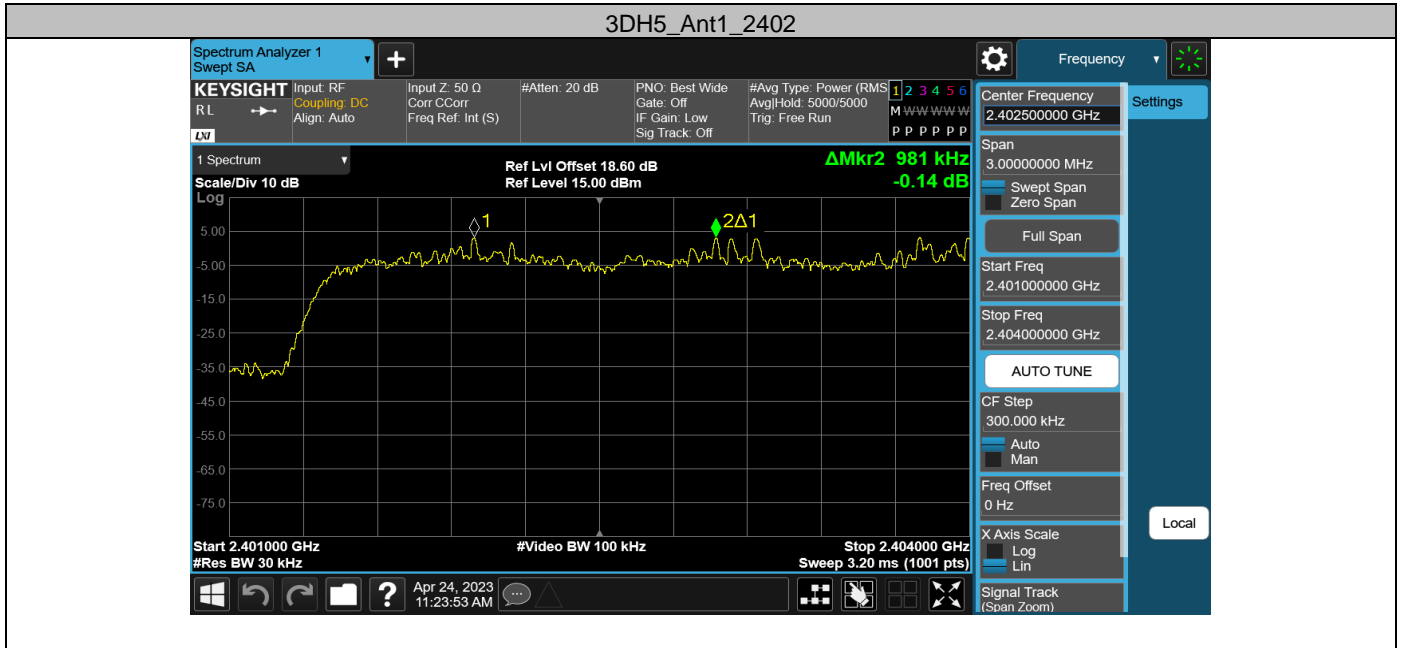 3DH5_Ant1_2402
Spectrum Analyzer 1
Swept SA
Frequency
KEYSIGHT
RL
LXI
Input: RF
Coupling: DC
Align: Auto
Input Z: 50 Ω
Corr CCorr
Freq Ref: Int (S)
#Atten: 20 dB
PNO: Best Wide
Gate: Off
IF Gain: Low
Sig Track: Off
#Avg Type: Power (RMS
Avg|Hold: 5000/5000
Trig: Free Run
1 2 3 4 5 6
M W W W W W
P P P P P P
Center Frequency
2.402500000 GHz
Settings
1 Spectrum
Scale/Div 10 dB
Log
Ref Lvl Offset 18.60 dB
Ref Level 15.00 dBm
ΔMkr2 981 kHz
-0.14 dB
1
2Δ1
5.00
-5.00
-15.0
-25.0
-35.0
-45.0
-55.0
-65.0
-75.0
Start 2.401000 GHz
#Res BW 30 kHz
#Video BW 100 kHz
Stop 2.404000 GHz
Sweep 3.20 ms (1001 pts)
Span
3.00000000 MHz
Swept Span
Zero Span
Full Span
Start Freq
2.401000000 GHz
Stop Freq
2.404000000 GHz
AUTO TUNE
CF Step
300.000 kHz
Auto
Man
Freq Offset
0 Hz
X Axis Scale
Log
Lin
Local
Signal Track
(Span Zoom)
?
Apr 24, 2023
11:23:53 AM